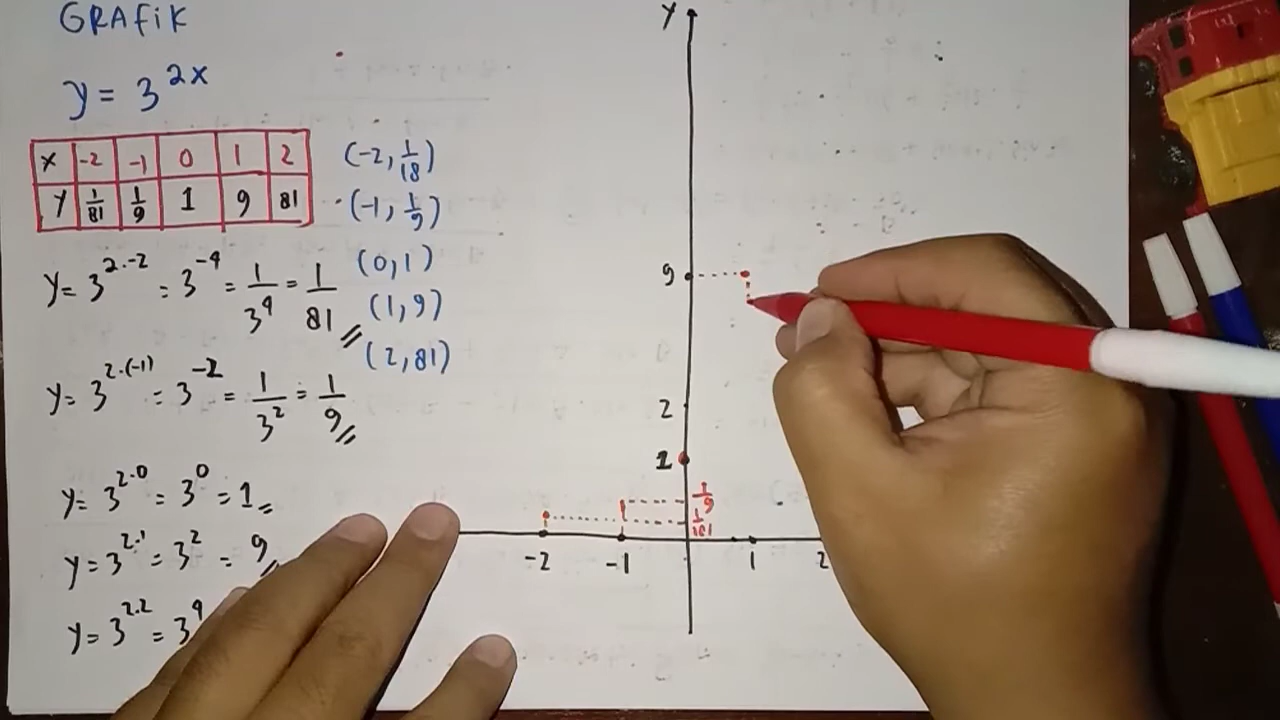 GRAFIK
y = 3^2x
x -2 -1 0 1 2
y 1/81 1/9 1 9 81
(-2, 1/18)
(-1, 1/9)
(0,1)
(1,9)
(2,81)
y = 3^2.-2 = 3^-4 = 1/3^4 = 1/81
y = 3^2.(-1) = 3^-2 = 1/3^2 = 1/9
y = 3^2.0 = 3^0 = 1
y = 3^2.1 = 3^2 = 9
y = 3^2.2 = 3^4
Y
9
2
1
1/9
1/81
-2 -1 1 2